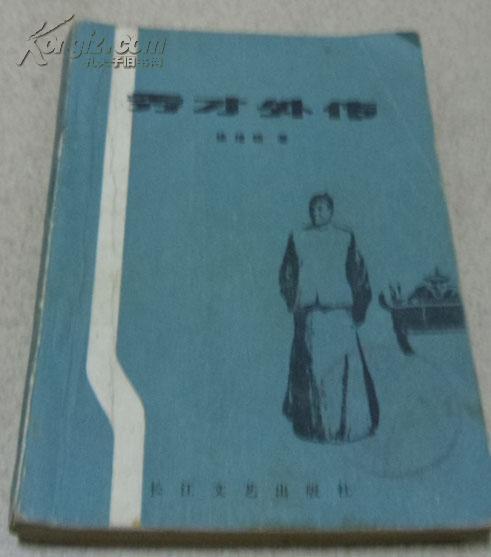 Kongfz.com
孔夫子旧书网
秀才外传
著
长江文艺出版社